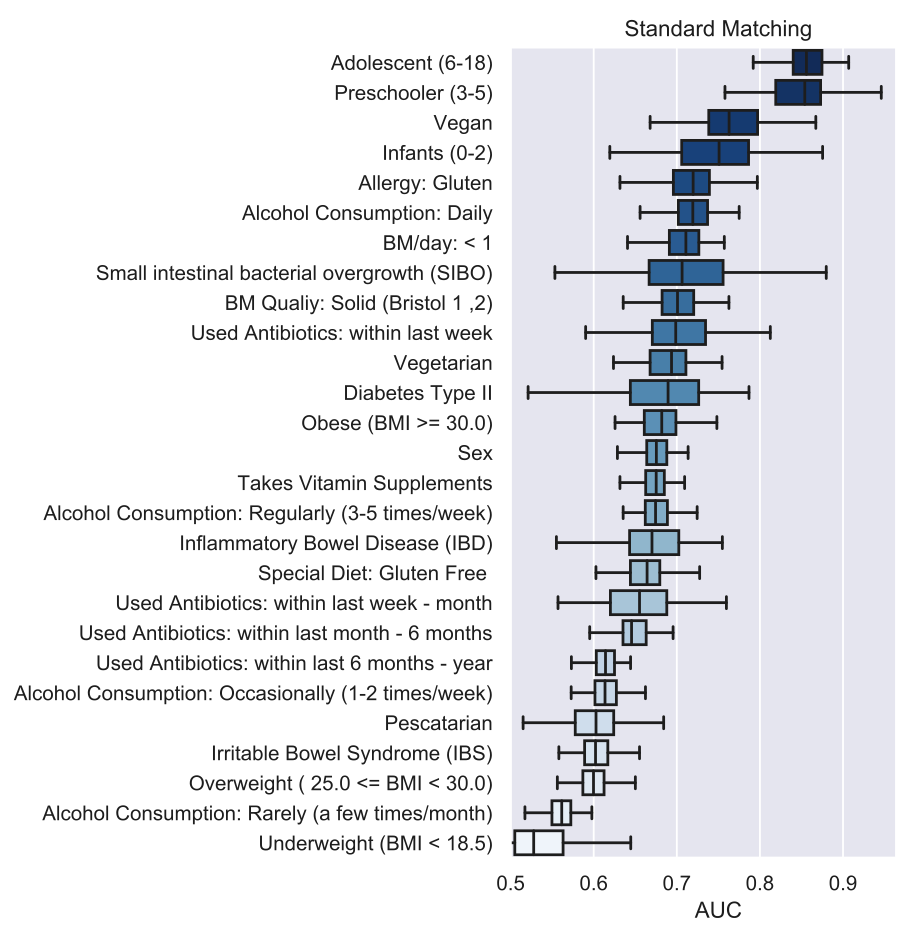 Standard Matching
Adolescent (6-18)
Preschooler (3-5)
Vegan
Infants (0-2)
Allergy: Gluten
Alcohol Consumption: Daily
BM/day: < 1
Small intestinal bacterial overgrowth (SIBO)
BM Qualiy: Solid (Bristol 1 ,2)
Used Antibiotics: within last week
Vegetarian
Diabetes Type II
Obese (BMI >= 30.0)
Sex
Takes Vitamin Supplements
Alcohol Consumption: Regularly (3-5 times/week)
Inflammatory Bowel Disease (IBD)
Special Diet: Gluten Free
Used Antibiotics: within last week - month
Used Antibiotics: within last month - 6 months
Used Antibiotics: within last 6 months - year
Alcohol Consumption: Occasionally (1-2 times/week)
Pescatarian
Irritable Bowel Syndrome (IBS)
Overweight ( 25.0 <= BMI < 30.0)
Alcohol Consumption: Rarely (a few times/month)
Underweight (BMI < 18.5)
0.5 0.6 0.7 0.8 0.9
AUC